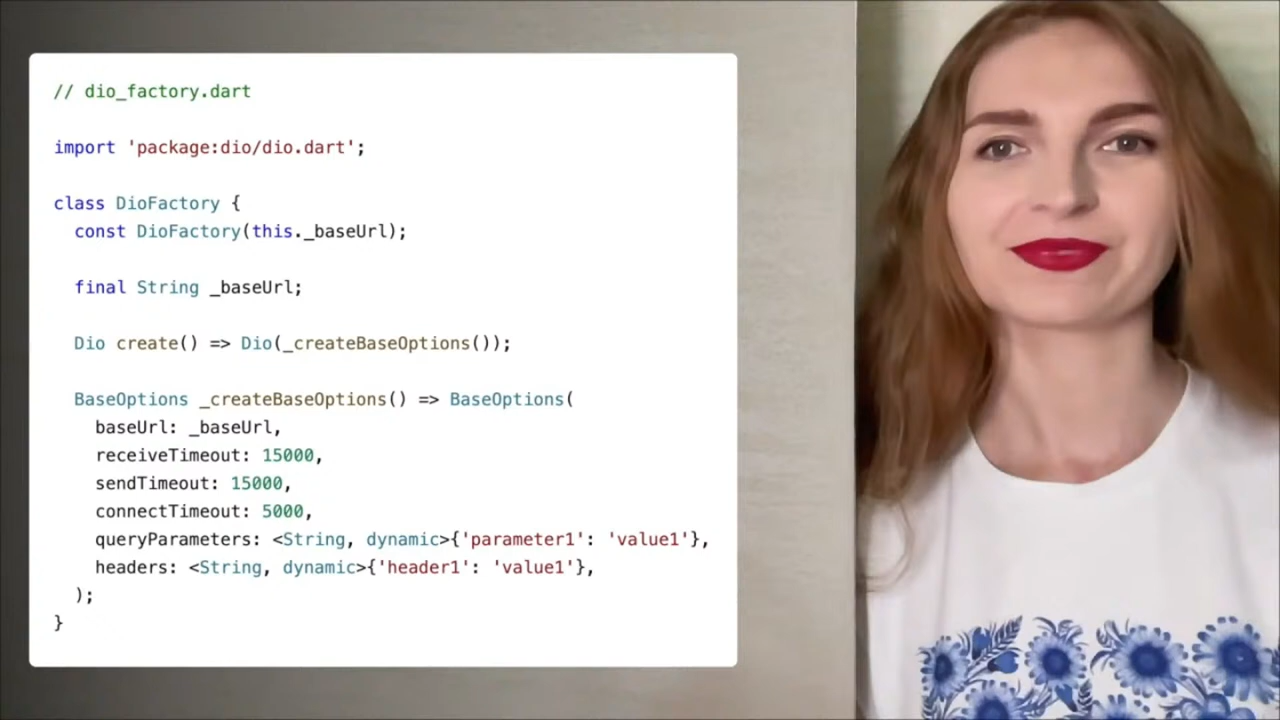 // dio_factory.dart
import 'package:dio/dio.dart';
class DioFactory {
const DioFactory(this._baseUrl);
final String _baseUrl;
Dio create() => Dio(_createBaseOptions());
BaseOptions _createBaseOptions() => BaseOptions(
baseUrl: _baseUrl,
receiveTimeout: 15000,
sendTimeout: 15000,
connectTimeout: 5000,
queryParameters: <String, dynamic>{'parameter1': 'value1'},
headers: <String, dynamic>{'header1': 'value1'},
);
}